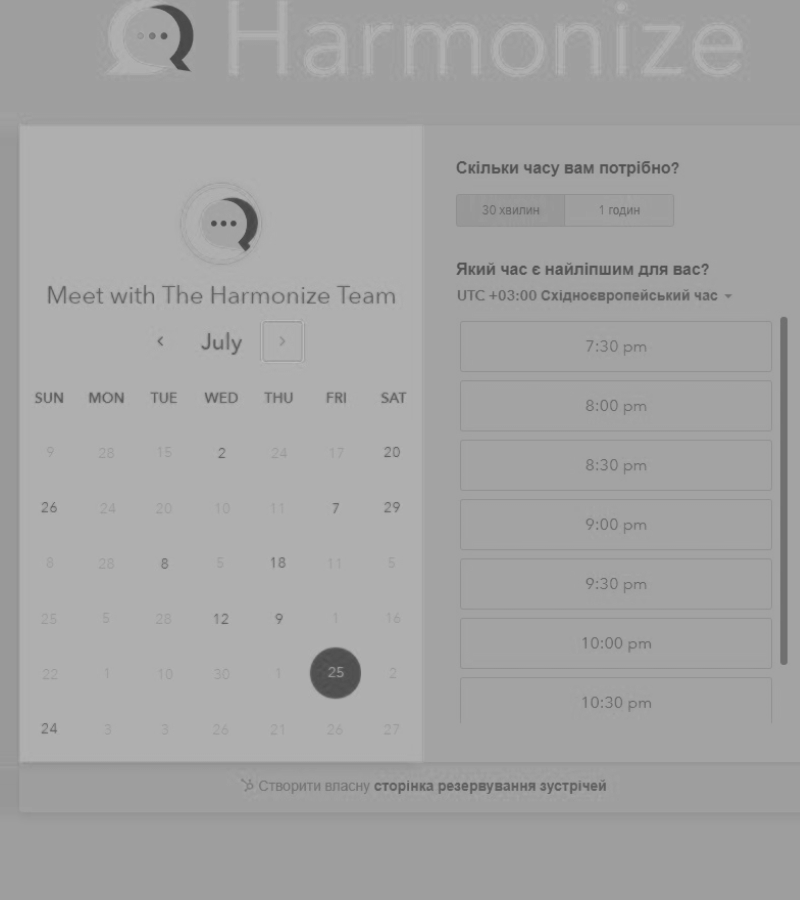 Harmonize
Meet with The Harmonize Team
July
SUN MON TUE WED THU FRI SAT
9 28 15 2 24 17 20
26 24 20 10 11 7 29
8 28 8 5 18 11 5
25 5 28 12 9 1 16
22 1 10 30 1 25 2
24 3 3 26 21 26 27
Скільки часу вам потрібно?
30 хвилин 1 годин
Який час є найліпшим для вас?
UTC +03:00 Східноєвропейський час
7:30 pm
8:00 pm
8:30 pm
9:00 pm
9:30 pm
10:00 pm
10:30 pm
Створити власну сторінка резервування зустрічей